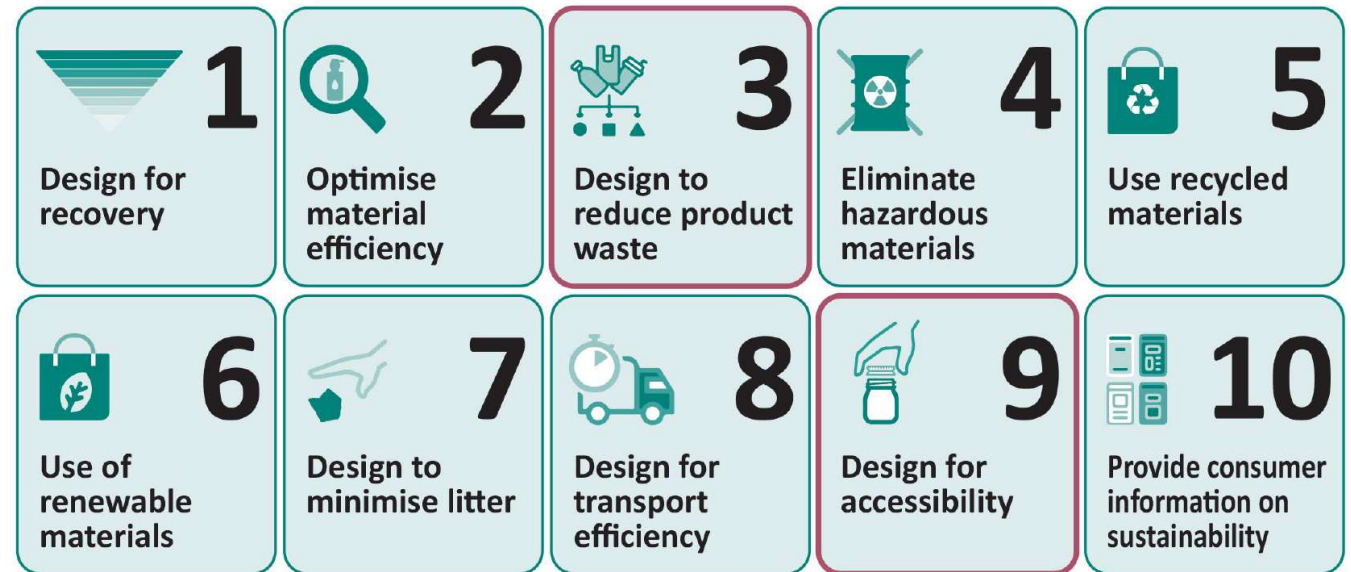 1
Design for
recovery
2
Optimise
material
efficiency
3
Design to
reduce product
waste
4
Eliminate
hazardous
materials
5
Use recycled
materials
6
Use of
renewable
materials
7
Design to
minimise litter
8
Design for
transport
efficiency
9
Design for
accessibility
10
Provide consumer
information on
sustainability